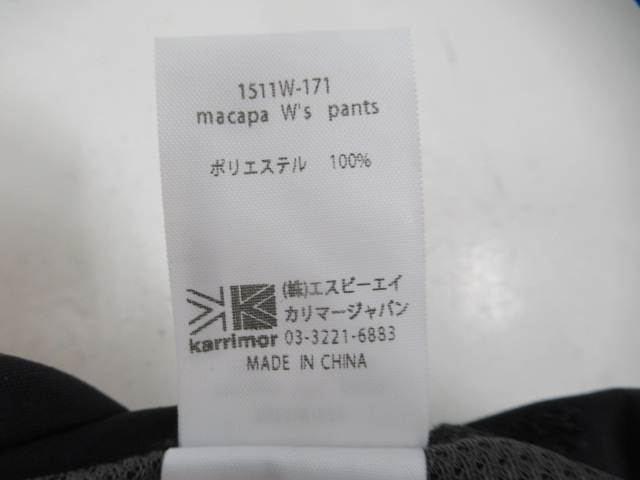 1511W-171
macapa W's pants
ポリエステル 100%
(株)エスビーエイ
カリマージャパン
karrimor 03-3221-6883
MADE IN CHINA